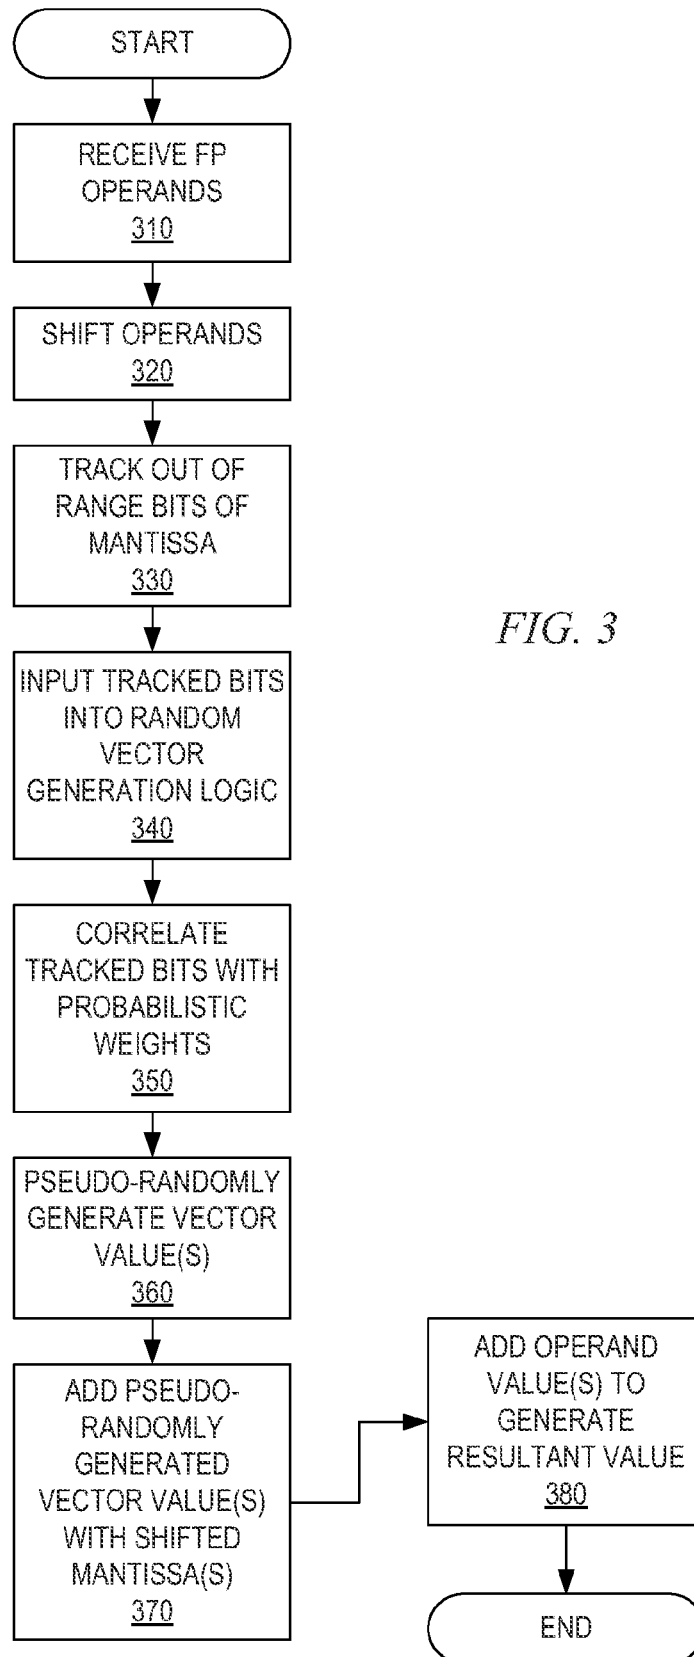 START
RECEIVE FP
OPERANDS
310
SHIFT OPERANDS
320
TRACK OUT OF
RANGE BITS OF
MANTISSA
330
FIG. 3
INPUT TRACKED BITS
INTO RANDOM
VECTOR
GENERATION LOGIC
340
CORRELATE
TRACKED BITS WITH
PROBABILISTIC
WEIGHTS
350
PSEUDO-RANDOMLY
GENERATE VECTOR
VALUE(S)
360
ADD PSEUDO-
RANDOMLY
GENERATED
VECTOR VALUE(S)
WITH SHIFTED
MANTISSA(S)
370
ADD OPERAND
VALUE(S) TO
GENERATE
RESULTANT VALUE
380
END